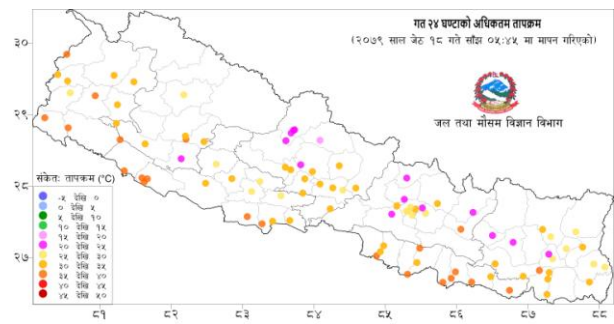 गत २४ घण्टाको अधिकतम तापक्रम
(२०७९ साल जेठ १८ गते साँझ ०५:४५ मा मापन गरिएको)
जल तथा मौसम विज्ञान विभाग
३०
२९
२८
२७
संकेत: तापक्रम (°C)
-५ देखि ०
० देखि ५
५ देखि १०
१० देखि १५
१५ देखि २०
२० देखि २५
२५ देखि ३०
३० देखि ३५
३५ देखि ४०
४० देखि ४५
४५ देखि ५०
८१ ८२ ८३ ८४ ८५ ८६ ८७ ८८